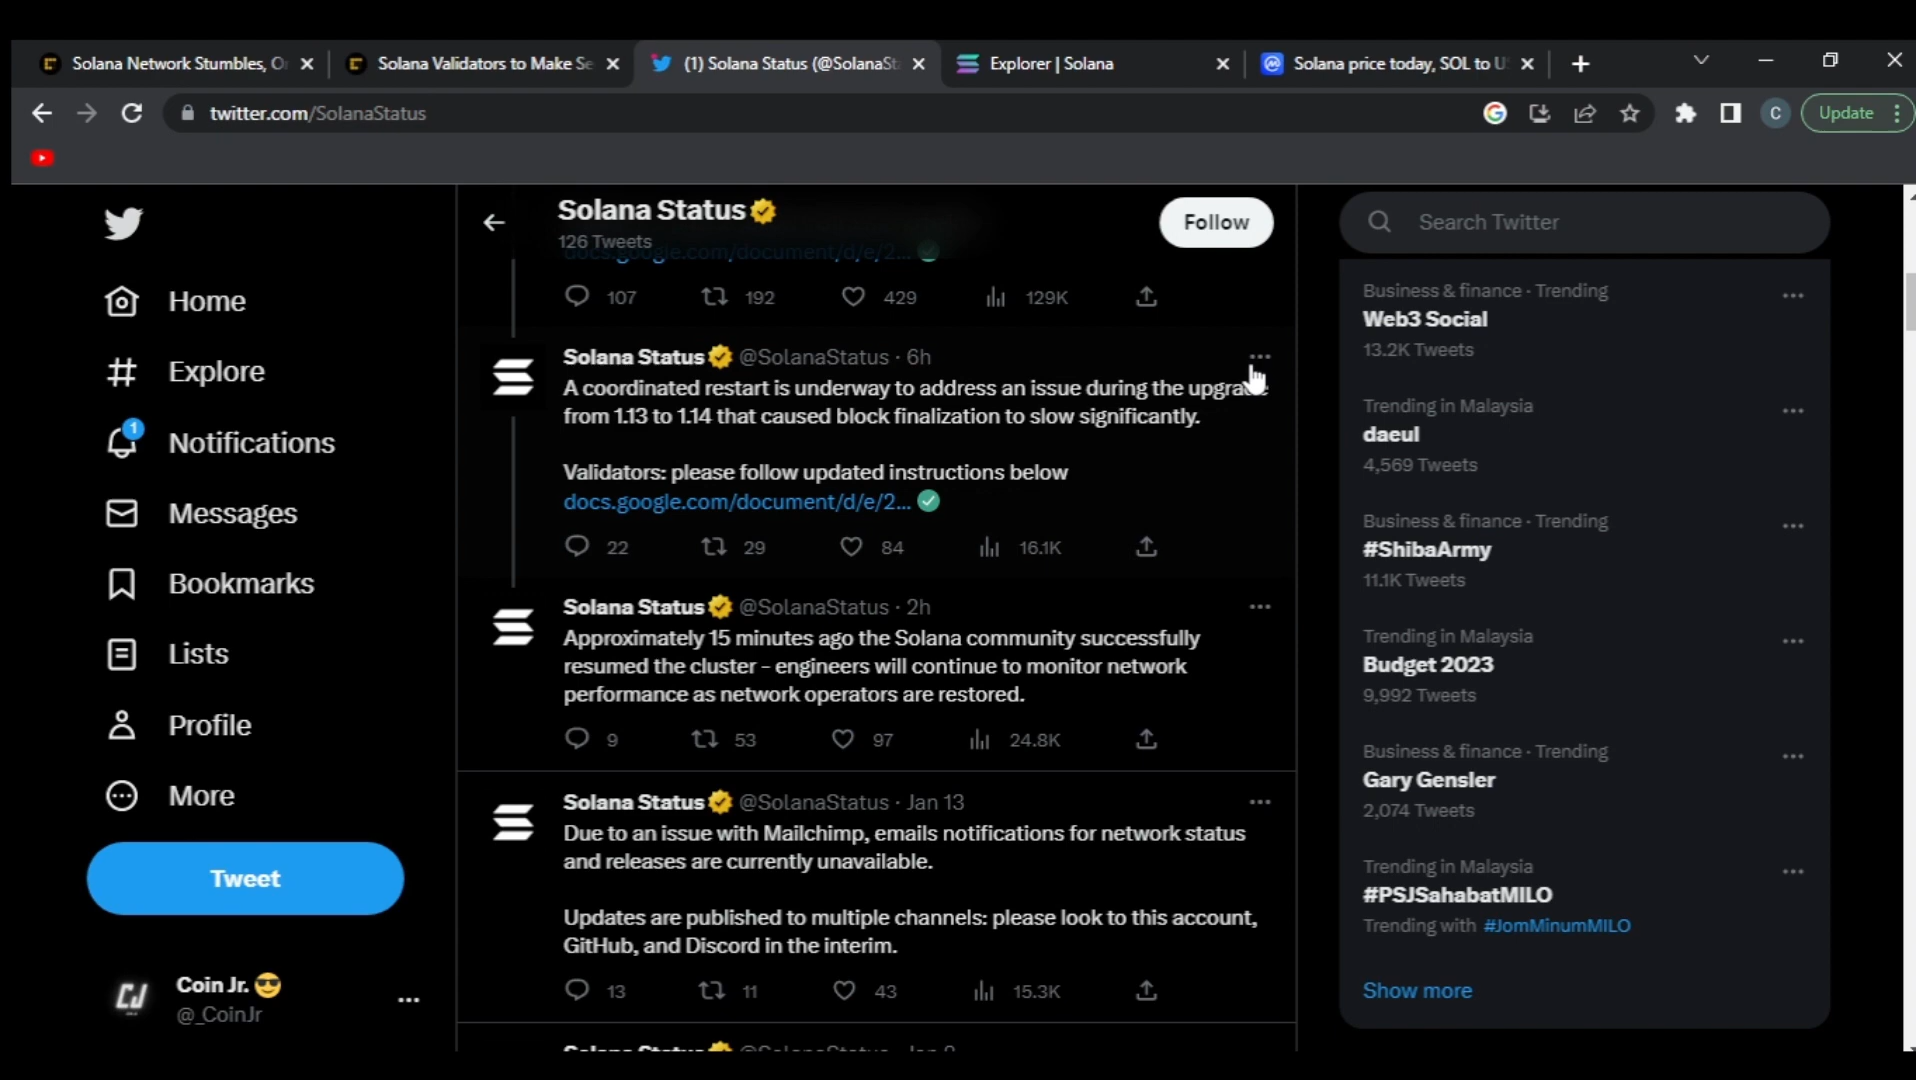 Solana Network Stumbles, O
Solana Validators to Make Se
(1) Solana Status (@SolanaSt
Explorer | Solana
Solana price today, SOL to U
twitter.com/SolanaStatus
C
Update
Home
Explore
1
Notifications
Messages
Bookmarks
Lists
Profile
More
Tweet
Coin Jr.😎
@_CoinJr
Solana Status
126 Tweets
Follow
docs.google.com/document/d/e/2...
107 192 429 129K
Solana Status @SolanaStatus · 6h
A coordinated restart is underway to address an issue during the upgrade
from 1.13 to 1.14 that caused block finalization to slow significantly.
Validators: please follow updated instructions below
docs.google.com/document/d/e/2...
22 29 84 16.1K
Solana Status @SolanaStatus · 2h
Approximately 15 minutes ago the Solana community successfully
resumed the cluster – engineers will continue to monitor network
performance as network operators are restored.
9 53 97 24.8K
Solana Status @SolanaStatus · Jan 13
Due to an issue with Mailchimp, emails notifications for network status
and releases are currently unavailable.
Updates are published to multiple channels: please look to this account,
GitHub, and Discord in the interim.
13 11 43 15.3K
Solana Status @SolanaStatus
Search Twitter
Business & finance · Trending
Web3 Social
13.2K Tweets
Trending in Malaysia
daeul
4,569 Tweets
Business & finance · Trending
#ShibaArmy
11.1K Tweets
Trending in Malaysia
Budget 2023
9,992 Tweets
Business & finance · Trending
Gary Gensler
2,074 Tweets
Trending in Malaysia
#PSJSahabatMILO
Trending with #JomMinumMILO
Show more